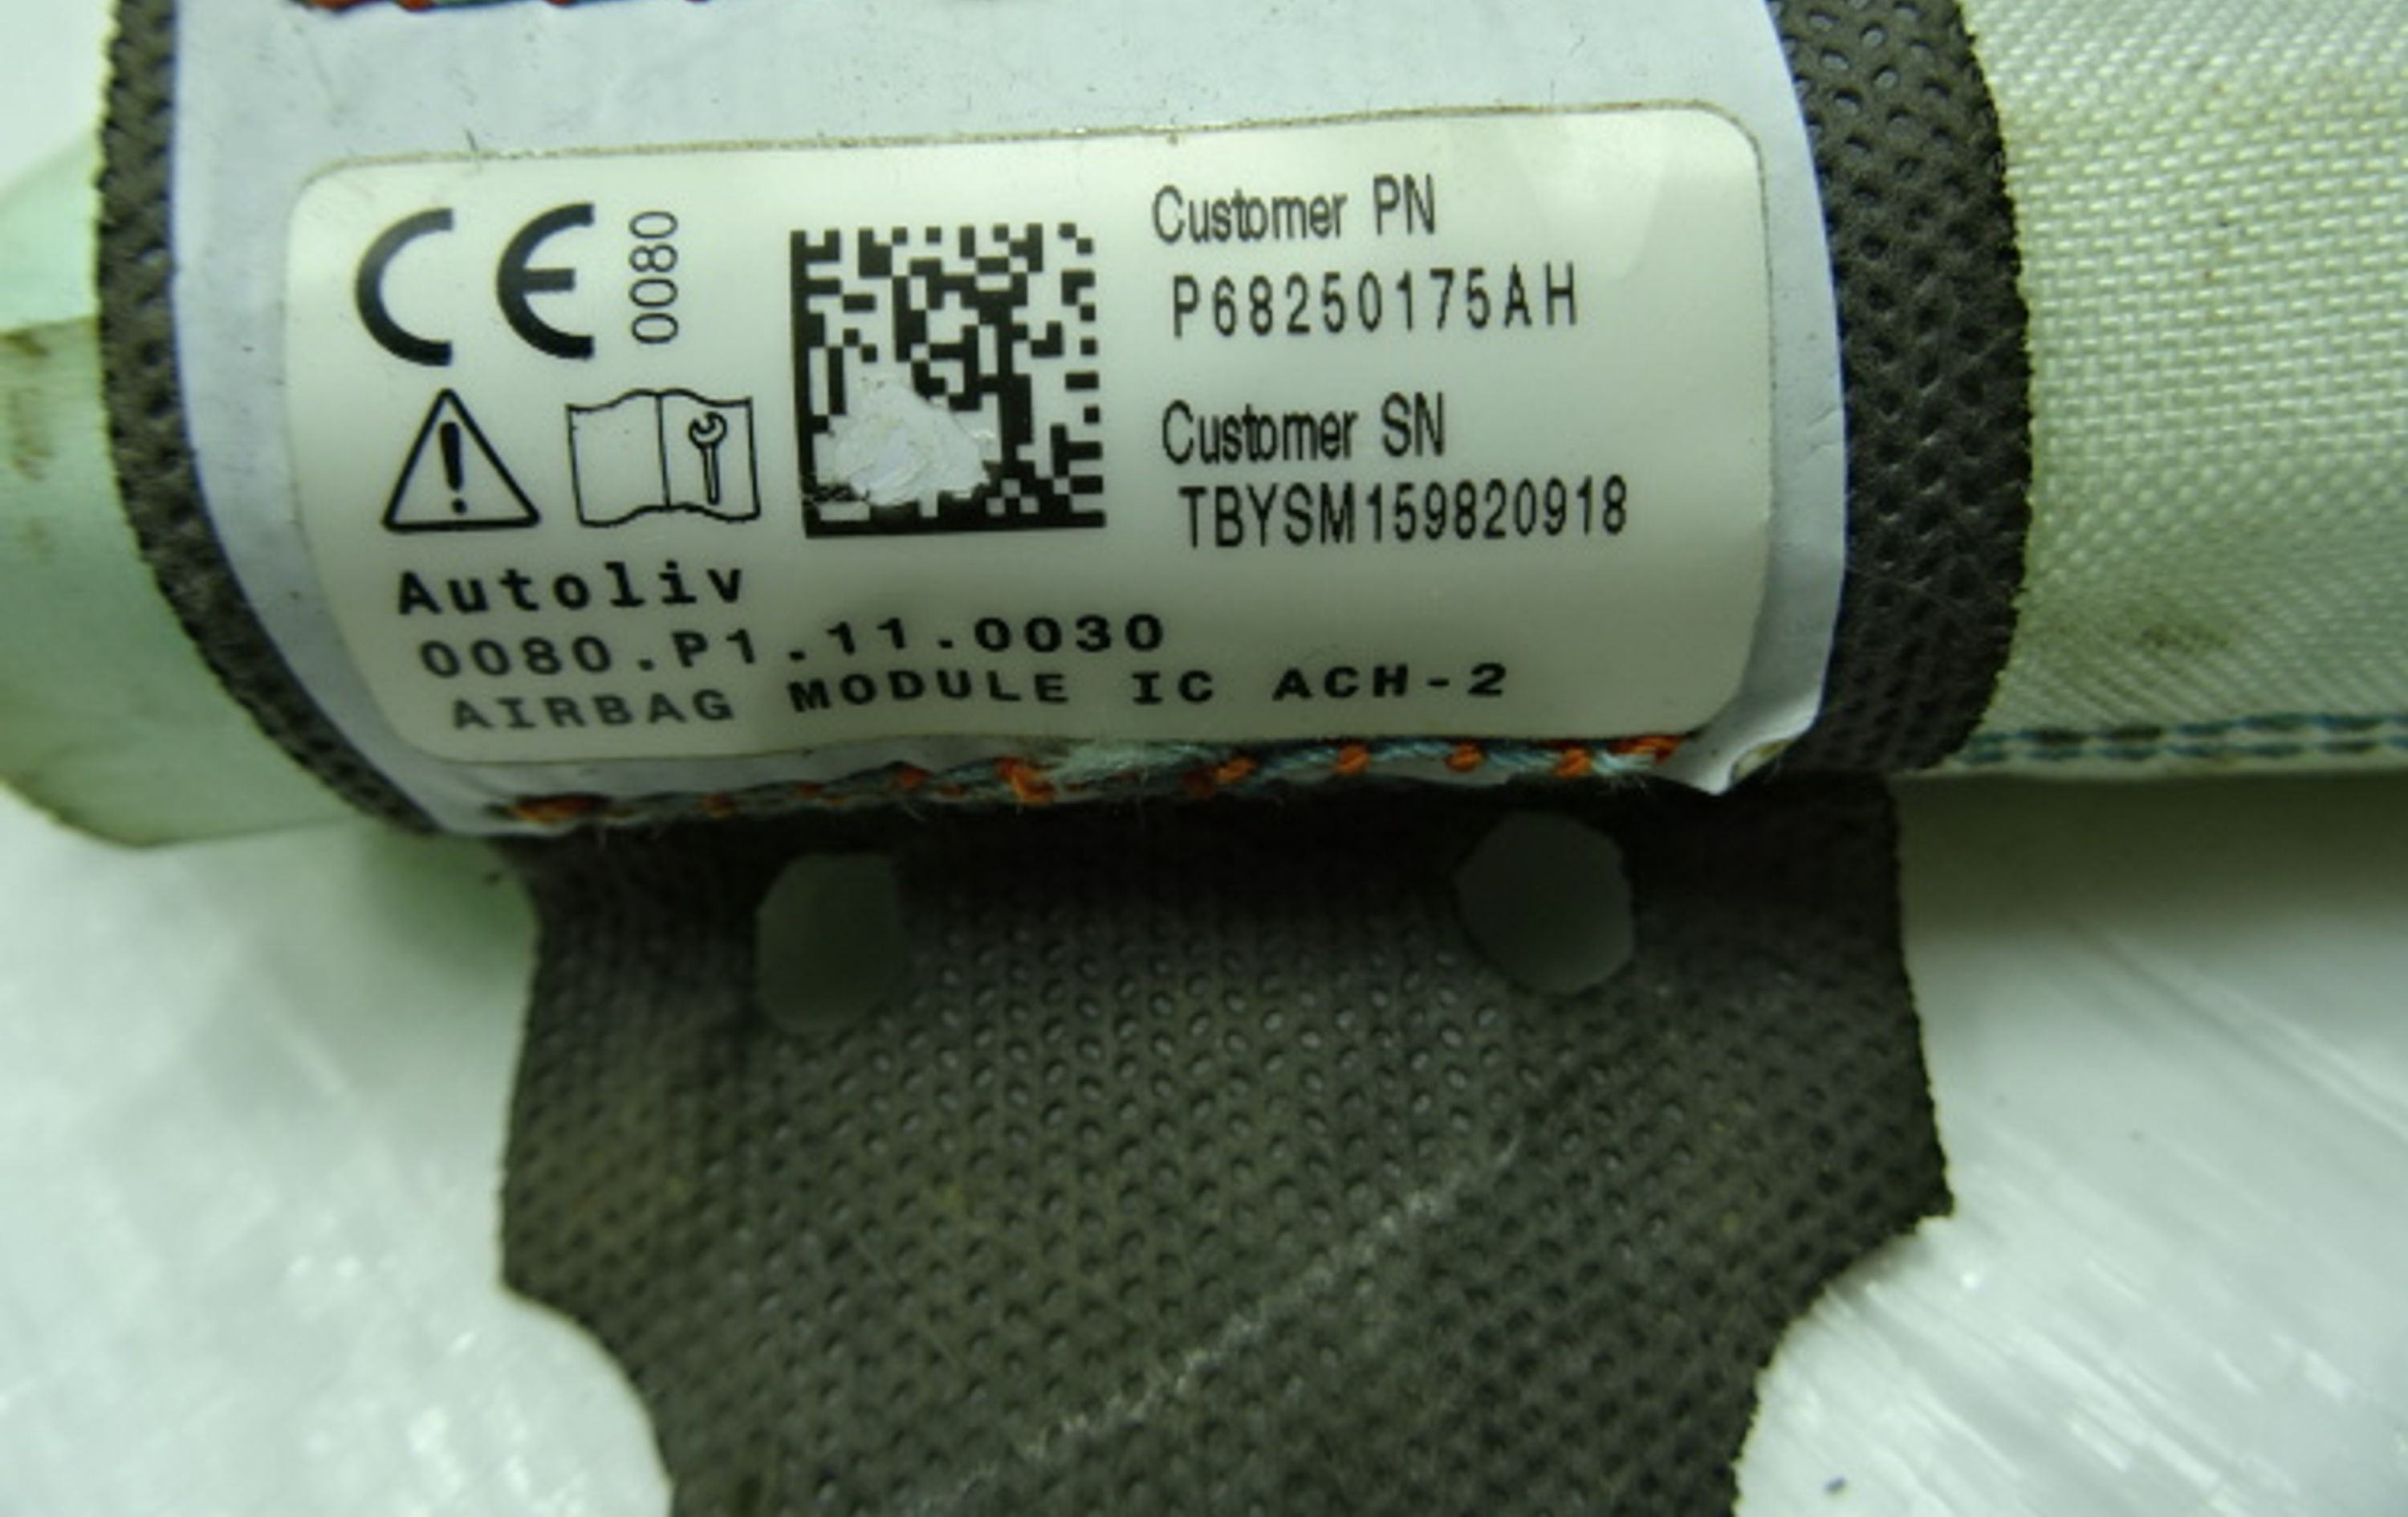 CE 0080
Customer PN
P68250175AH
Customer SN
TBYSM159820918
Autoliv
0080.P1.11.0030
AIRBAG MODULE IC ACH-2